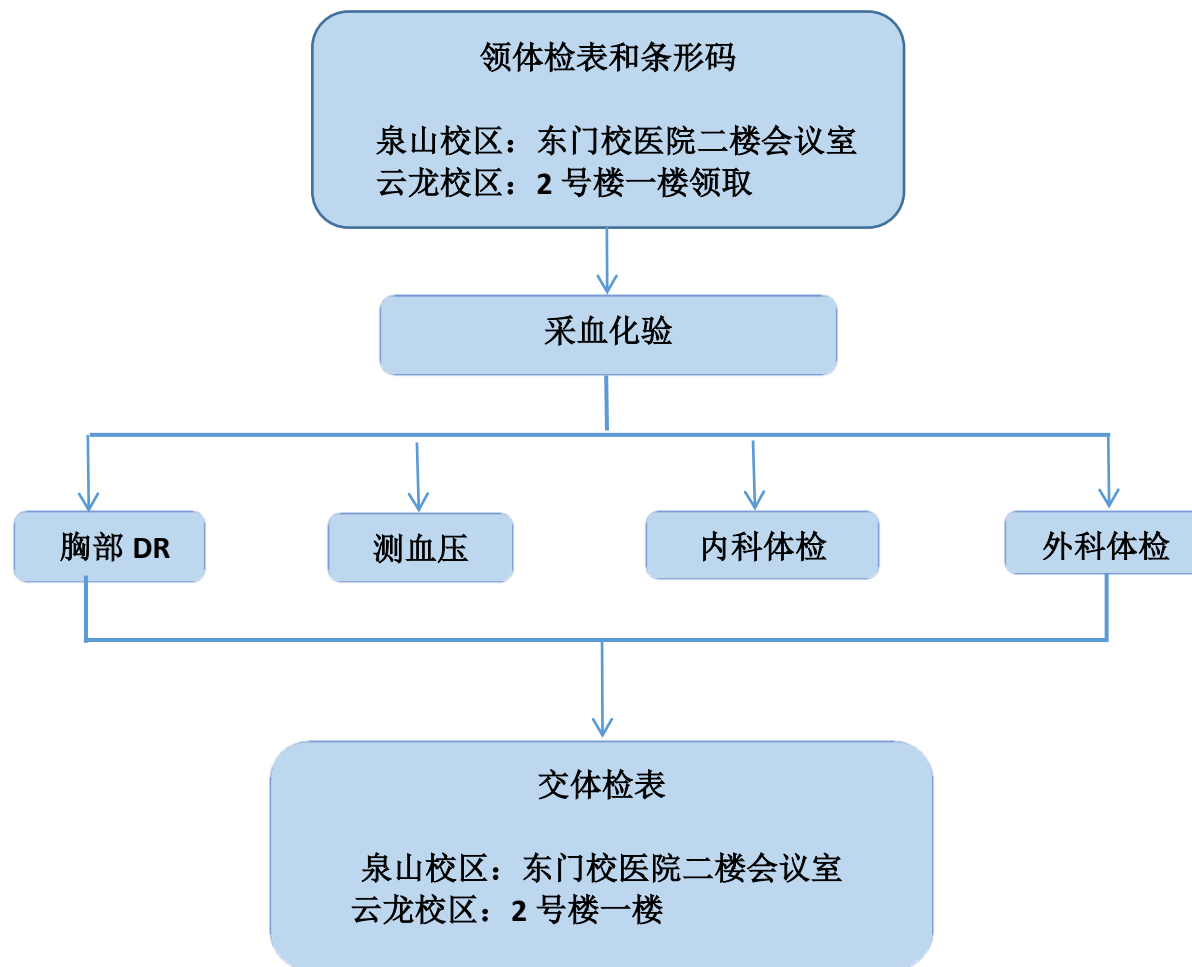 领体检表和条形码
泉山校区：东门校医院二楼会议室
云龙校区：2 号楼一楼领取
采血化验
胸部 DR
测血压
内科体检
外科体检
交体检表
泉山校区：东门校医院二楼会议室
云龙校区：2 号楼一楼